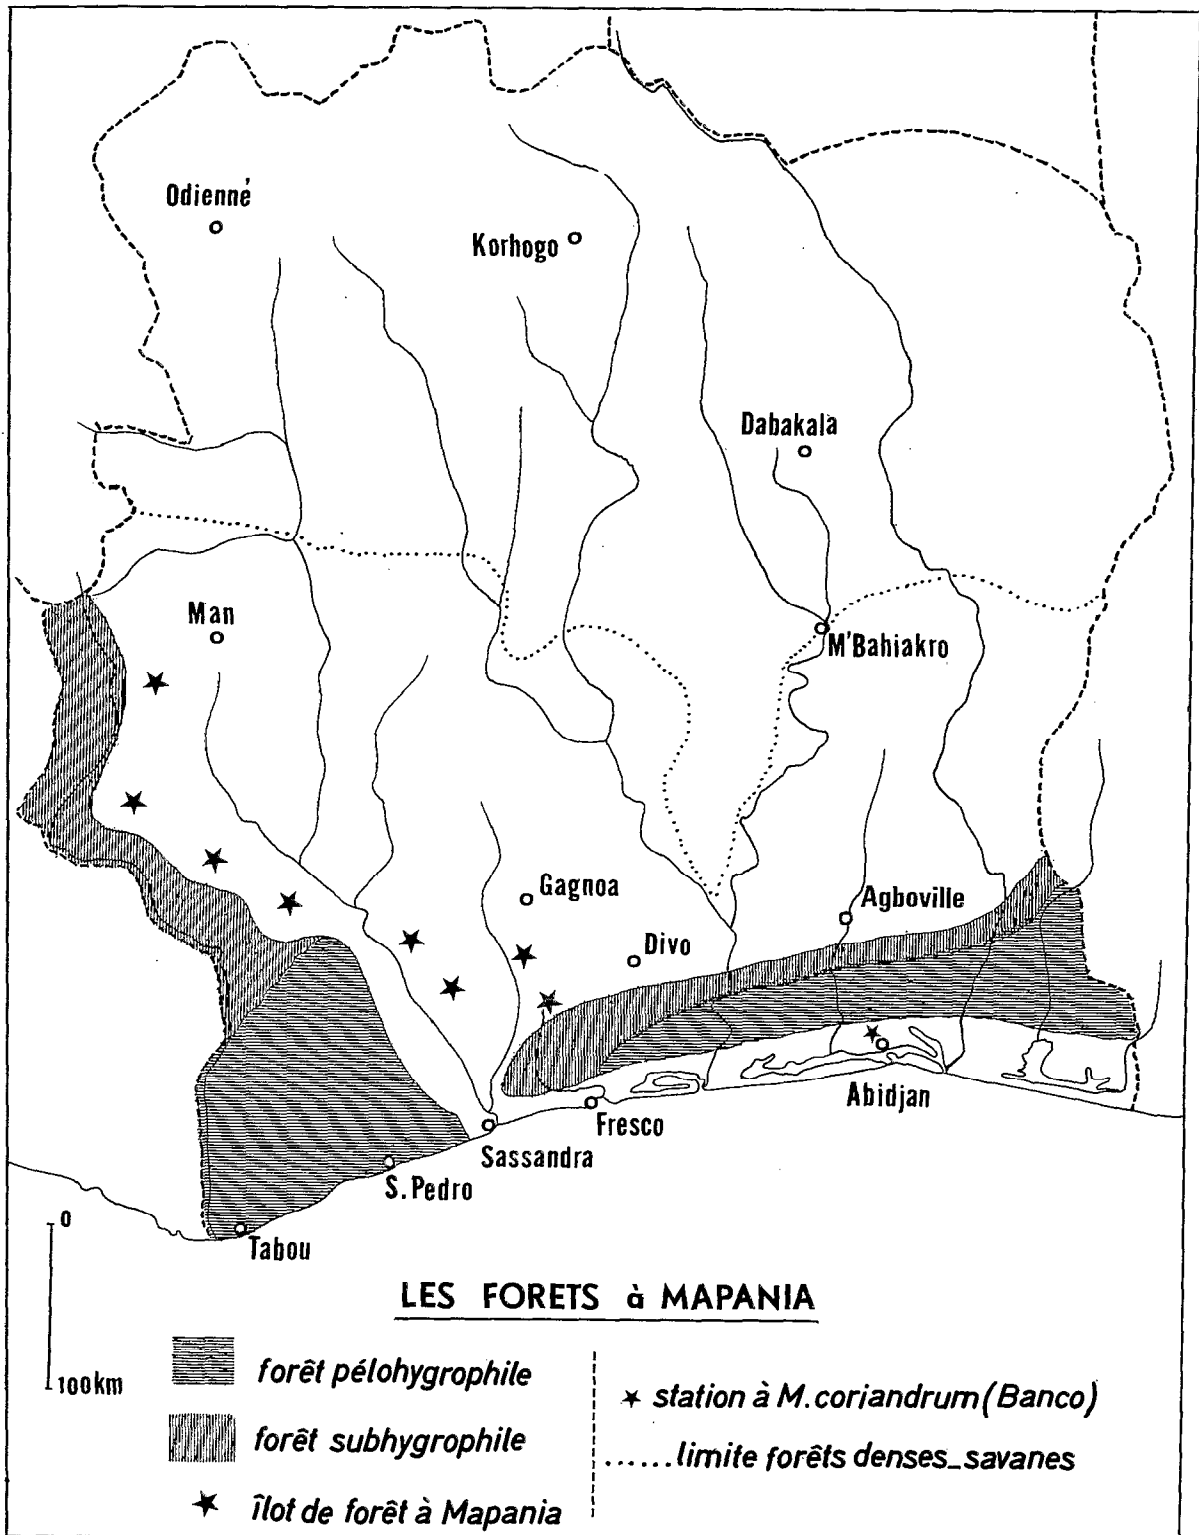 Odienné
Korhogo
Dabakala
Man
M'Bahiakro
Gagnoa
Agboville
Divo
Abidjan
Fresco
Sassandra
S. Pedro
Tabou
0
100km
LES FORETS à MAPANIA
forêt pélohygrophile
forêt subhygrophile
îlot de forêt à Mapania
station à M. coriandrum (Banco)
limite forêts denses_savanes